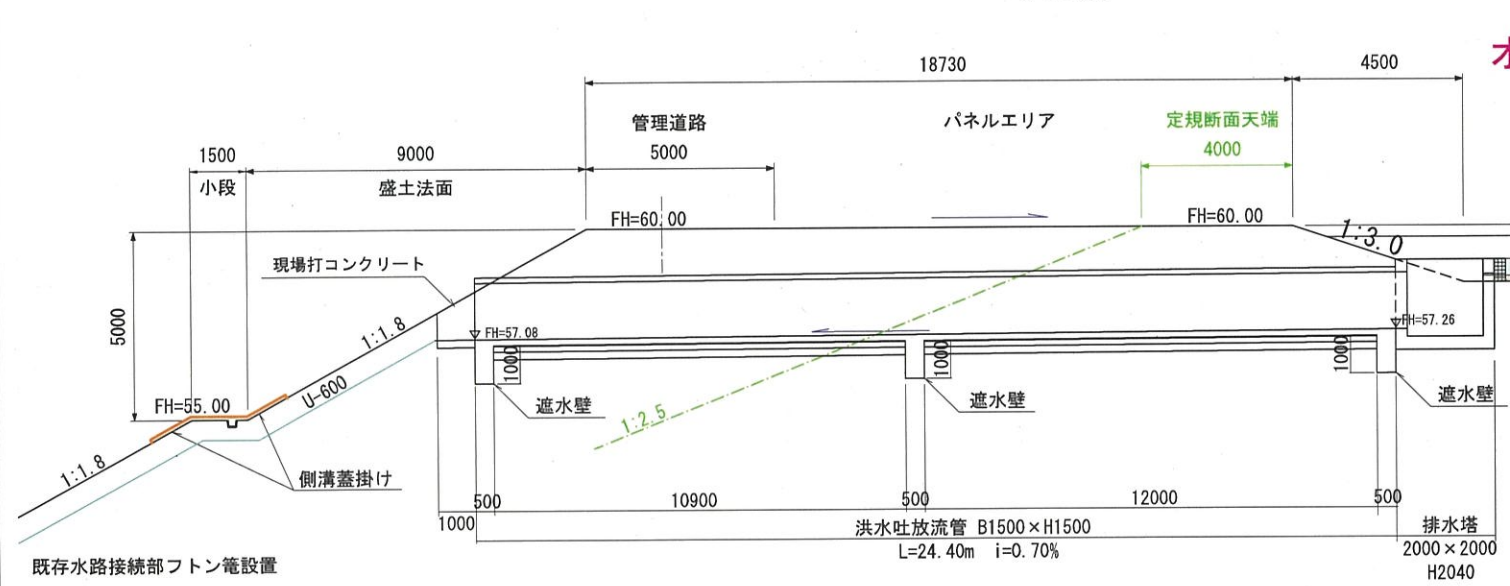 18730
4500
管理道路
パネルエリア
定規断面天端
1500
9000
5000
4000
小段
盛土法面
FH=60.00
FH=60.00
1:3.0
現場打コンクリート
5000
1:1.8
FH=57.08
FH=57.26
1000
1000
1000
U-600
FH=55.00
遮水壁
遮水壁
遮水壁
1:2.5
1:1.8
側溝蓋掛け
500
10900
500
12000
500
1000
洪水吐放流管 B1500×H1500
排水塔
L=24.40m i=0.70%
2000×2000
既存水路接続部フトン篭設置
H2040